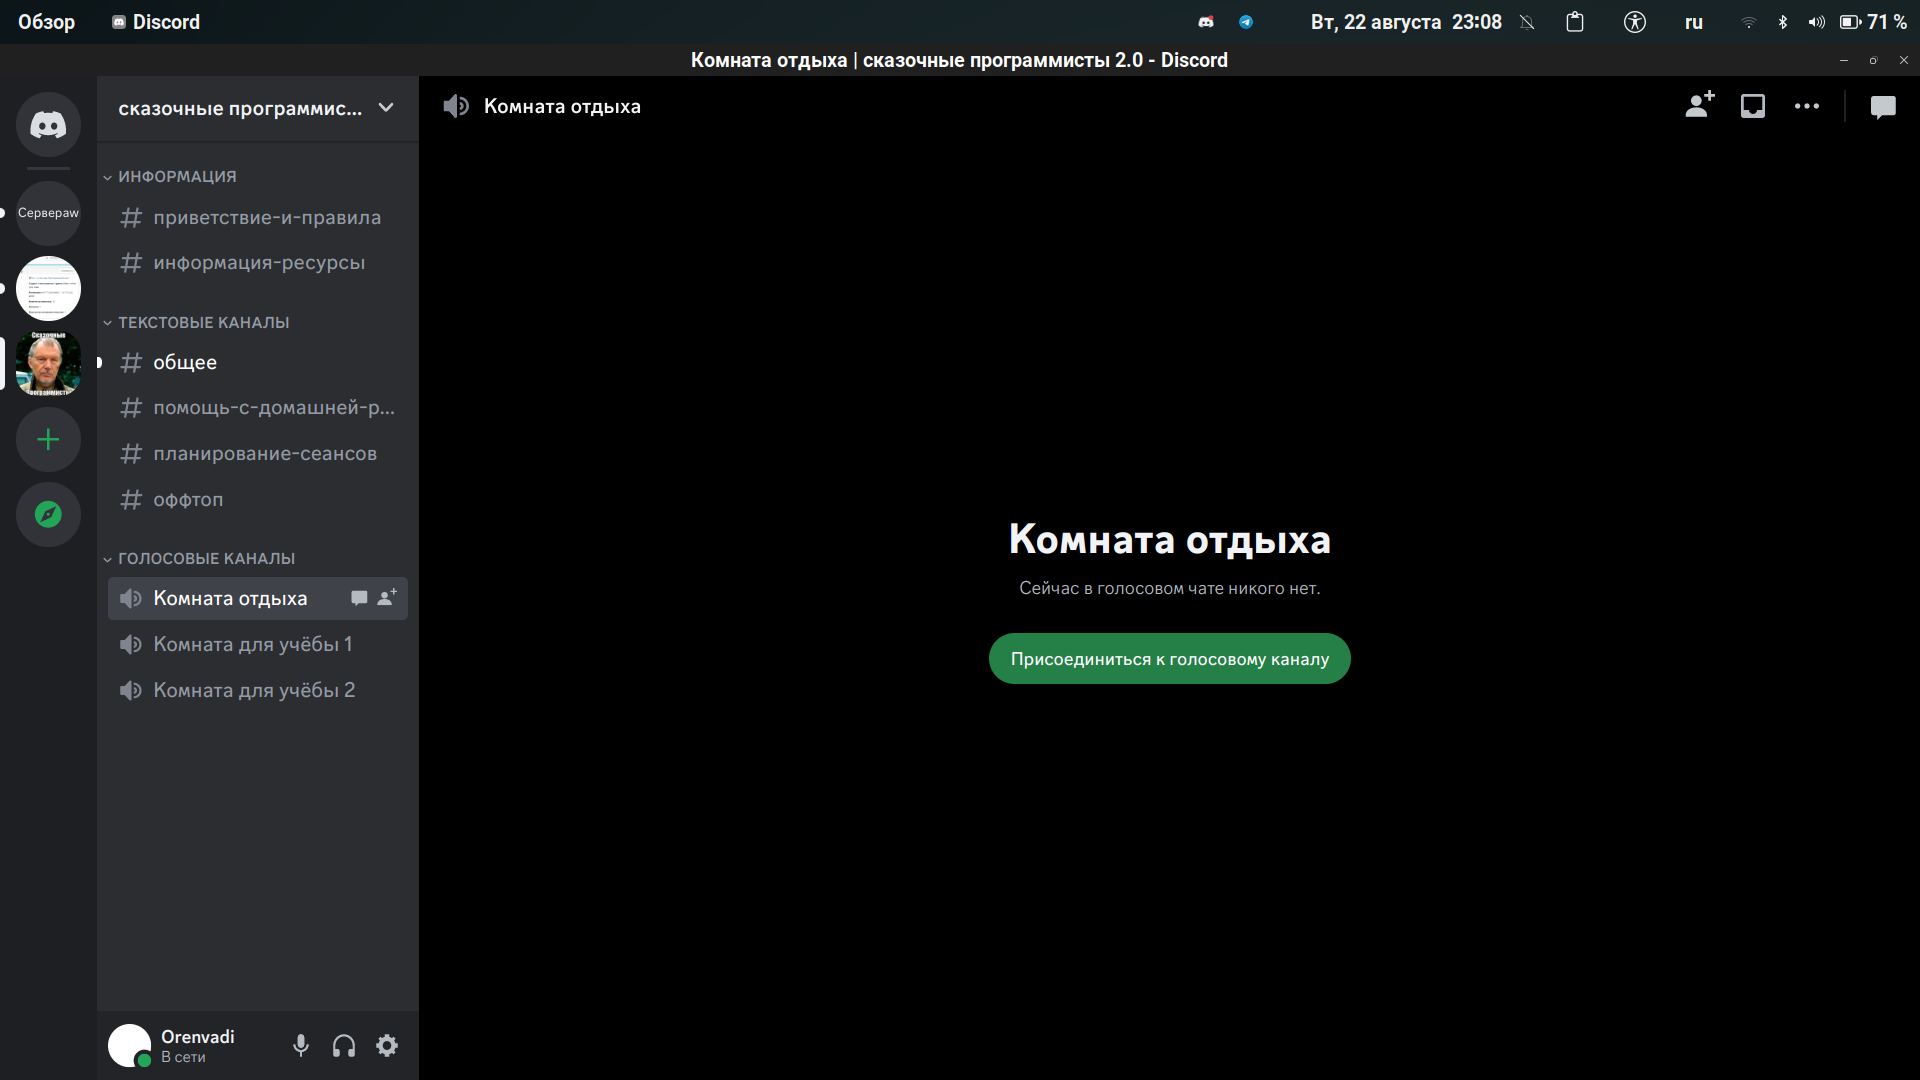 Обзор
Discord
Вт, 22 августа 23:08
ru
71 %
Комната отдыха | сказочные программисты 2.0 - Discord
сказочные программис...
Комната отдыха
ИНФОРМАЦИЯ
приветствие-и-правила
Серверaw
информация-ресурсы
ТЕКСТОВЫЕ КАНАЛЫ
Сказочные
общее
программисты
помощь-с-домашней-р...
планирование-сеансов
оффтоп
ГОЛОСОВЫЕ КАНАЛЫ
Комната отдыха
Комната для учёбы 1
Комната для учёбы 2
Комната отдыха
Сейчас в голосовом чате никого нет.
Присоединиться к голосовому каналу
Orenvadi
В сети